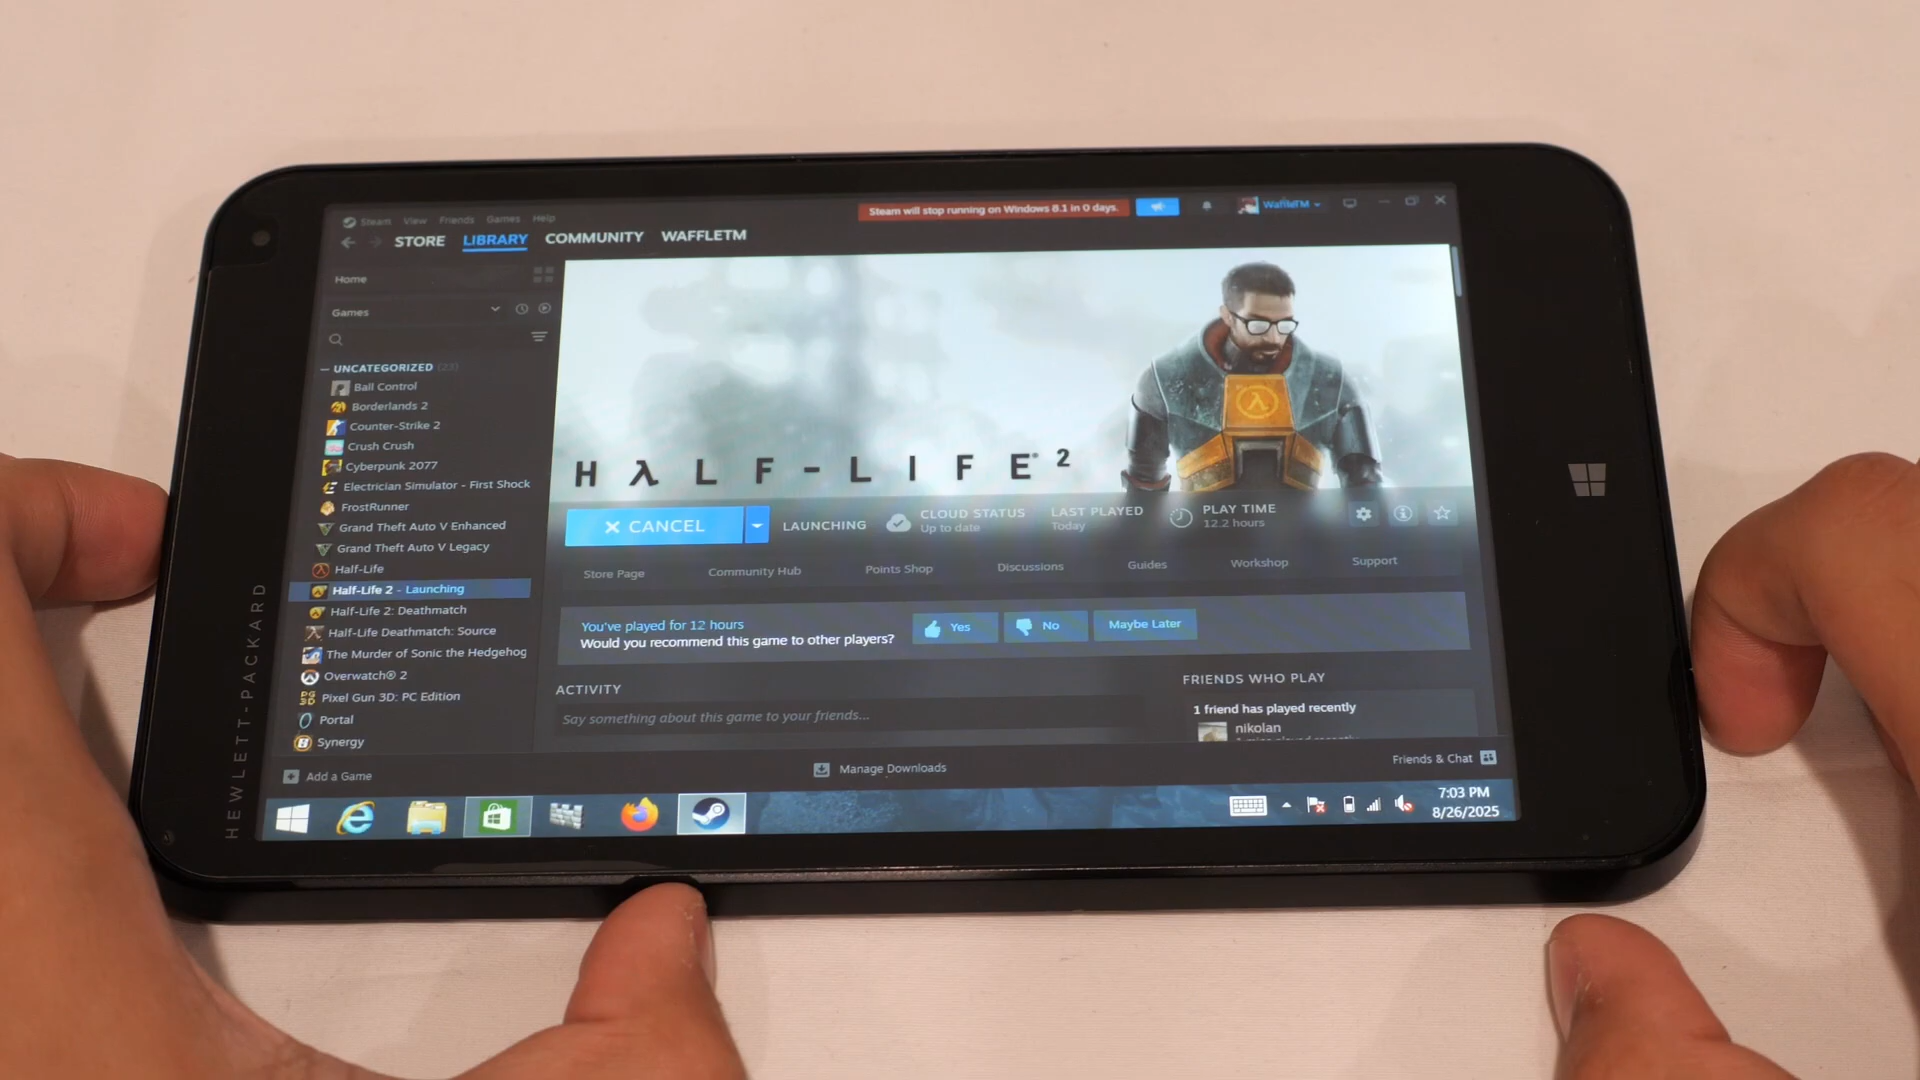 Steam View Friends Games Help
Steam will stop running on Windows 8.1 in 0 days.
WaffleTM
STORE LIBRARY COMMUNITY WAFFLETM
Home
Games
UNCATEGORIZED (23)
Ball Control
Borderlands 2
Counter-Strike 2
Crush Crush
Cyberpunk 2077
Electrician Simulator - First Shock
FrostRunner
Grand Theft Auto V Enhanced
Grand Theft Auto V Legacy
Half-Life
Half-Life 2 - Launching
Half-Life 2: Deathmatch
Half-Life Deathmatch: Source
The Murder of Sonic the Hedgehog
Overwatch® 2
Pixel Gun 3D: PC Edition
Portal
Synergy
Add a Game
HλLF-LIFE 2
CANCEL
LAUNCHING
CLOUD STATUS
Up to date
LAST PLAYED
Today
PLAY TIME
12.2 hours
Store Page Community Hub Points Shop Discussions Guides Workshop Support
You've played for 12 hours
Would you recommend this game to other players?
Yes No Maybe Later
ACTIVITY
Say something about this game to your friends...
FRIENDS WHO PLAY
1 friend has played recently
nikolan
Manage Downloads
Friends & Chat
7:03 PM
8/26/2025
HEWLETT-PACKARD